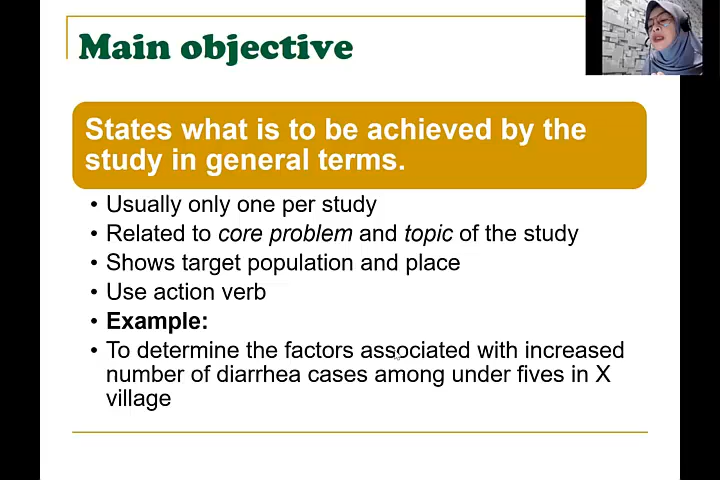 Main objective
States what is to be achieved by the
study in general terms.
• Usually only one per study
• Related to core problem and topic of the study
• Shows target population and place
• Use action verb
• Example:
• To determine the factors associated with increased
number of diarrhea cases among under fives in X
village